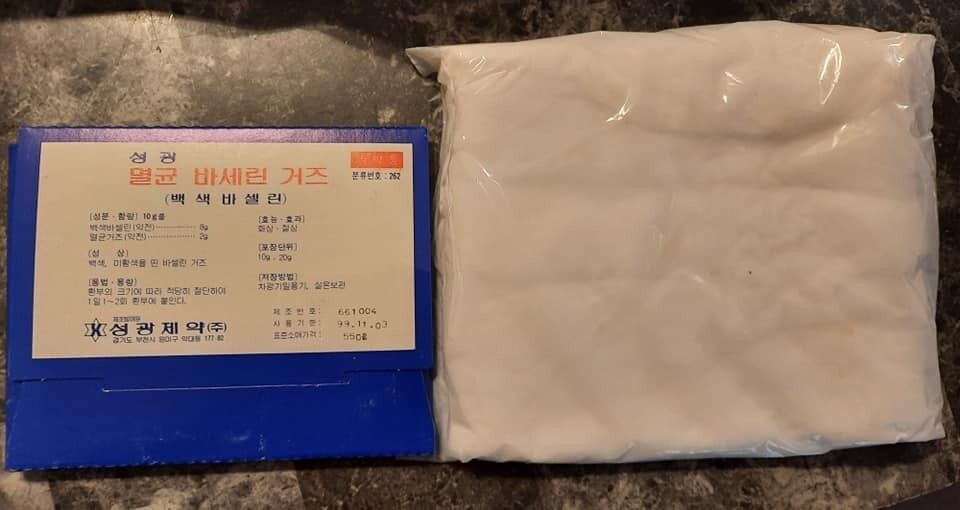 성광
멸균 바세린 거즈
분류번호 : 262
(백색바셀린)
[성분·함량] 10g중
백색바셀린(약전) ·············· 8g
멸균거즈(약전) ················ 2g
[성 상]
백색, 미황색을 띤 바셀린 거즈
[용법·용량]
환부의 크기에 따라 적당히 절단하여
1일 1~2회 환부에 붙인다.
[효능·효과]
화상·절상
[포장단위]
10g·20g
[저장방법]
차광기밀용기, 실온보관
제조번호: 661004
사용기한: 99.11.03
표준소매가격: 550원
제조발매원
성광제약(주)
경기도 부천시 원미구 약대동 177-82